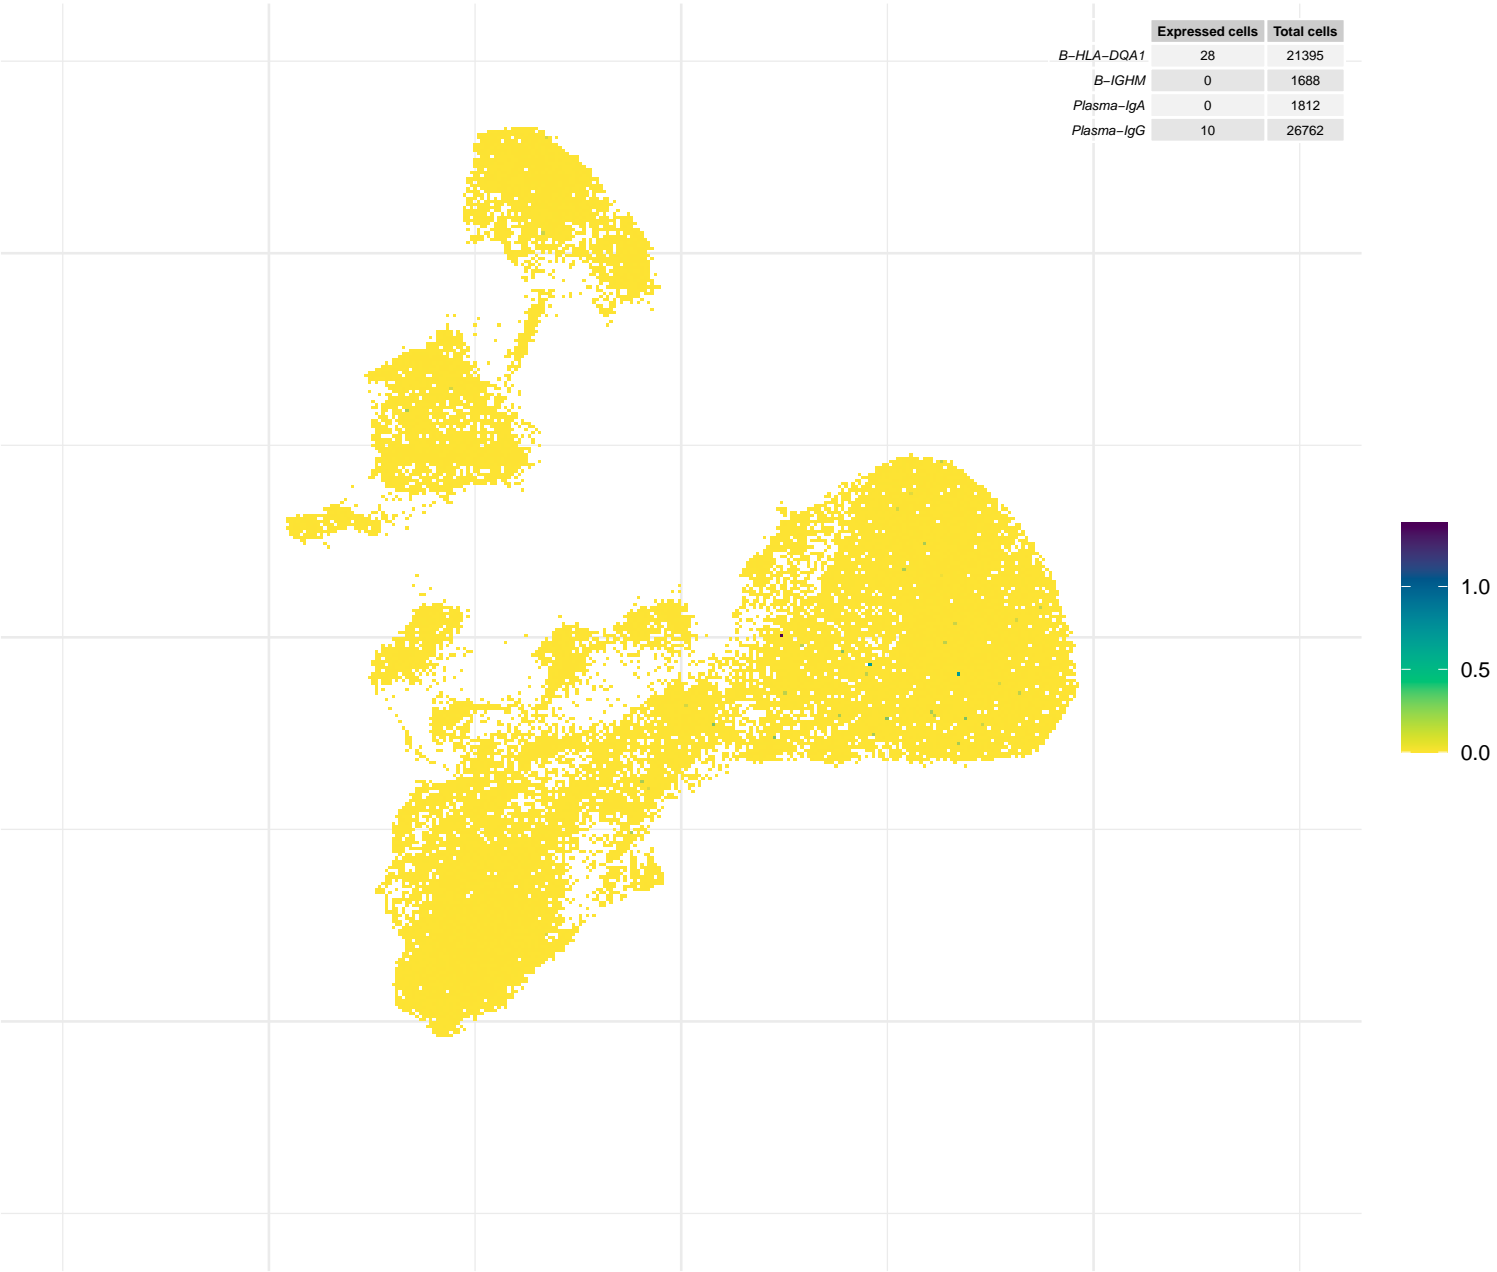 Expressed cells Total cells
B−HLA−DQA1 28 21395
B−IGHM 0 1688
Plasma−IgA 0 1812
Plasma−IgG 10 26762
1.0
0.5
0.0